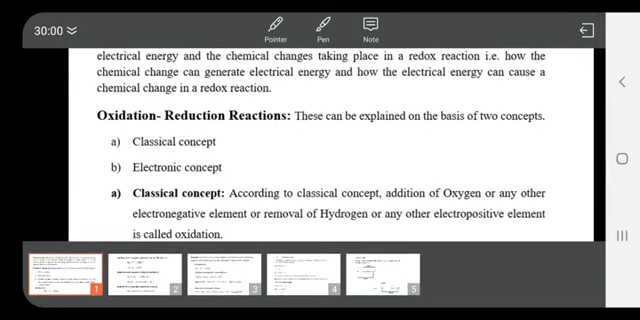 30:00
Pointer
Pen
Note
electrical energy and the chemical changes taking place in a redox reaction i.e. how the
chemical change can generate electrical energy and how the electrical energy can cause a
chemical change in a redox reaction.
Oxidation- Reduction Reactions: These can be explained on the basis of two concepts.
a) Classical concept
b) Electronic concept
a) Classical concept: According to classical concept, addition of Oxygen or any other
electronegative element or removal of Hydrogen or any other electropositive element
is called oxidation.
1
2
3
4
5